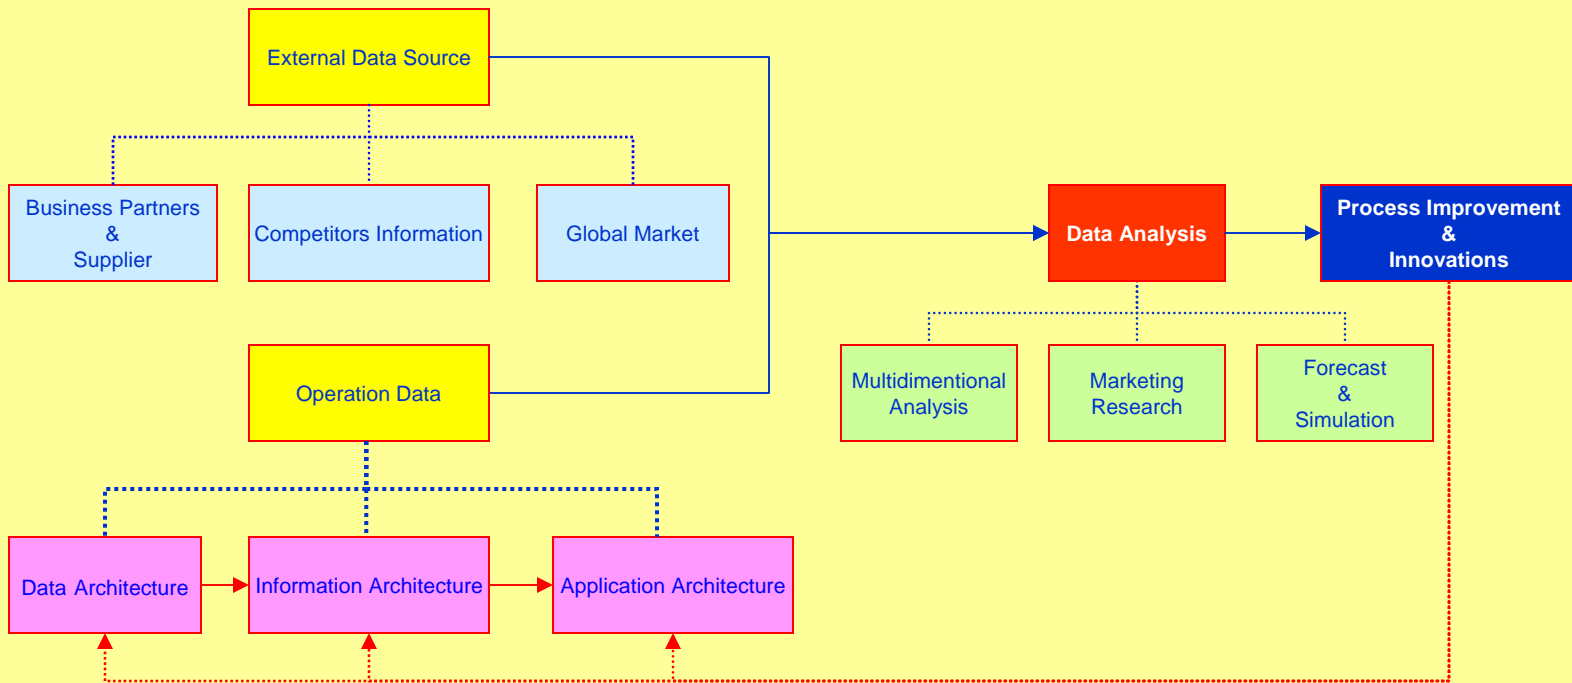 External Data Source
Business Partners
&
Supplier
Competitors Information
Global Market
Data Analysis
Process Improvement
&
Innovations
Operation Data
Multidimentional
Analysis
Marketing
Research
Forecast
&
Simulation
Data Architecture
Information Architecture
Application Architecture